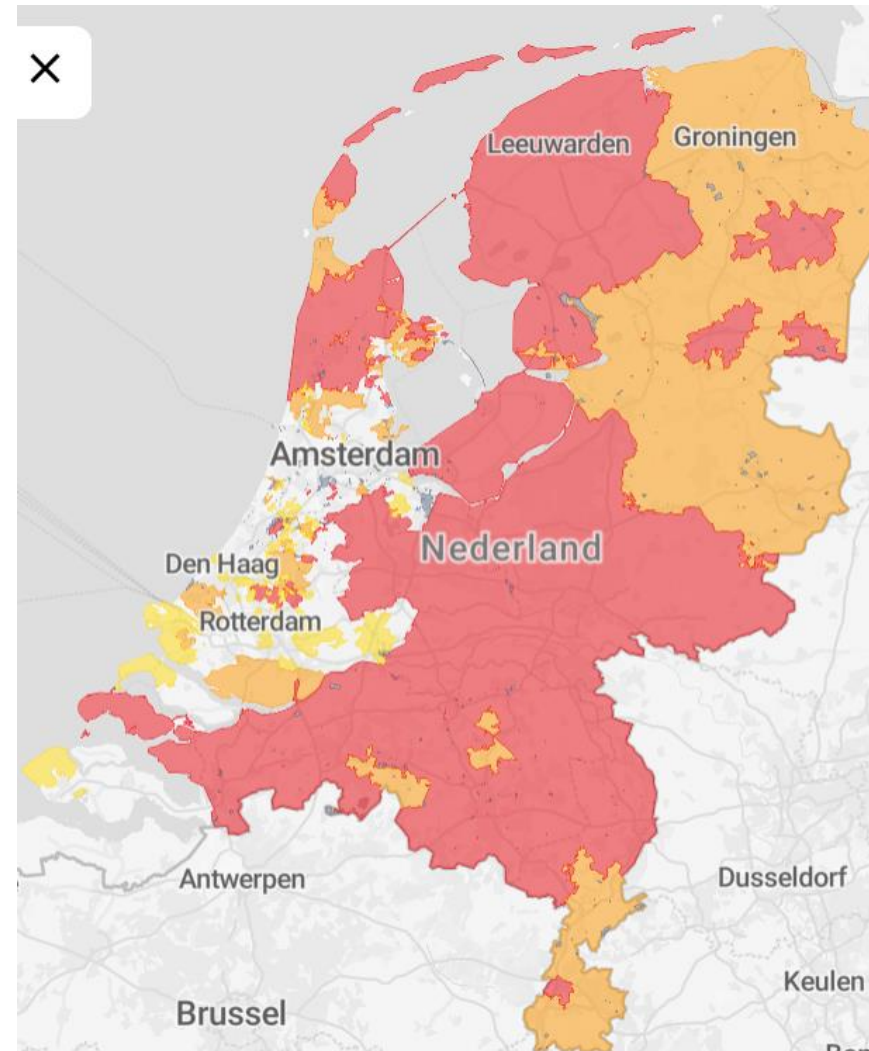 Leeuwarden
Groningen
Amsterdam
Nederland
Den Haag
Rotterdam
Antwerpen
Dusseldorf
Keulen
Brussel